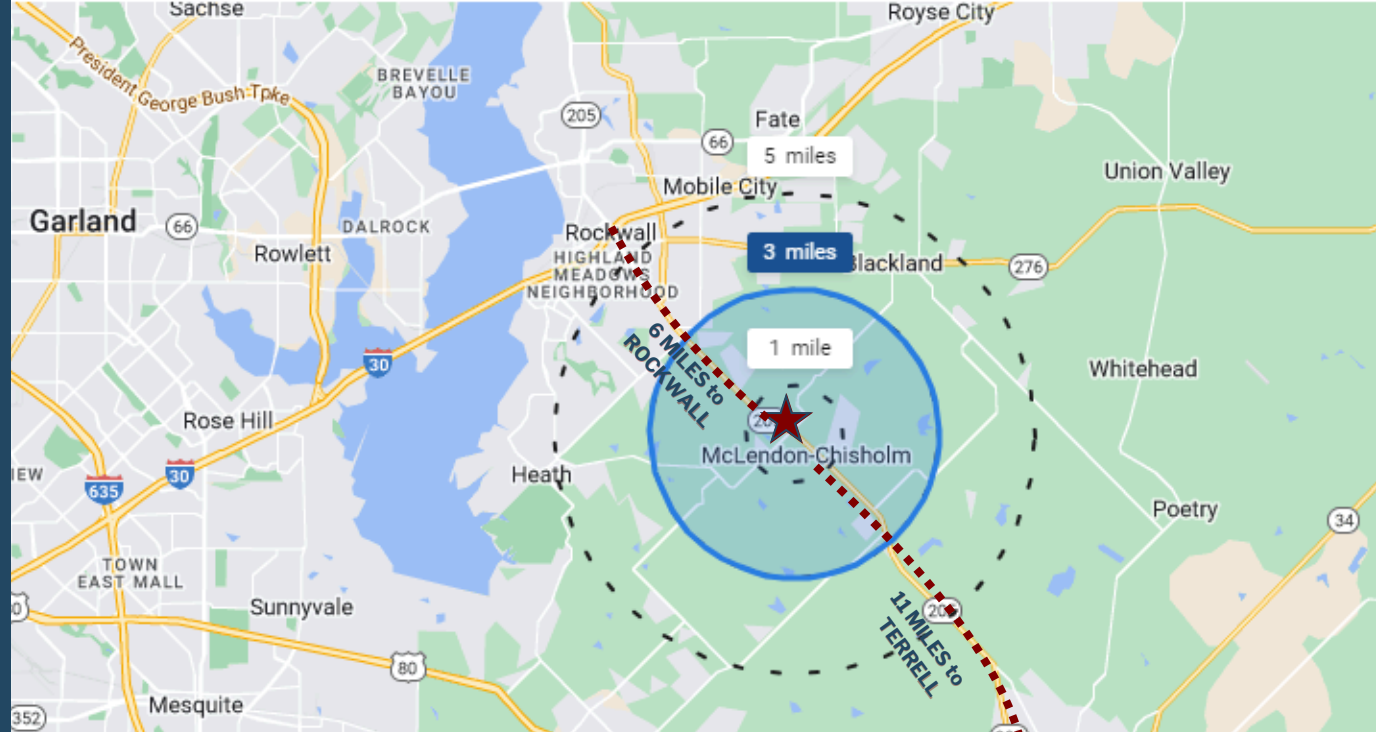 Sachse
Royse City
President George Bush Tpke
BREVELLE
BAYOU
205
Fate
66
5 miles
Union Valley
Mobile City
Garland
66
DALROCK
Rockwall
Rowlett
3 miles
HIGHLAND
MEADOWS
NEIGHBORHOOD
Blackland
276
1 mile
30
6 MILES to
ROCKWALL
Whitehead
Rose Hill
McLendon-Chisholm
IEW
30
Heath
635
Poetry
34
TOWN
EAST MALL
Sunnyvale
11 MILES to
TERRELL
80
Mesquite
352